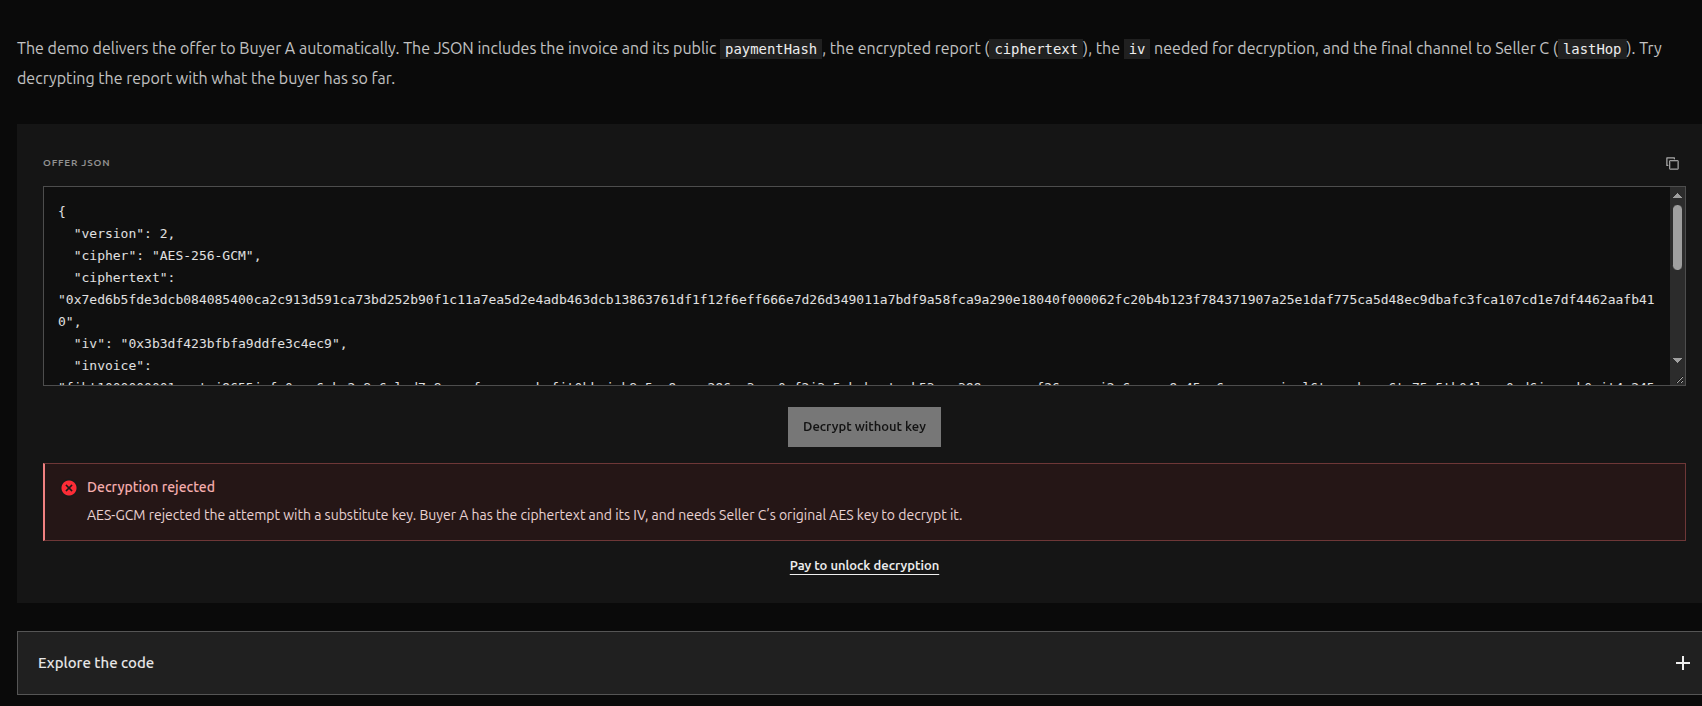 The demo delivers the offer to Buyer A automatically. The JSON includes the invoice and its public paymentHash, the encrypted report (ciphertext), the iv needed for decryption, and the final channel to Seller C (lastHop). Try
decrypting the report with what the buyer has so far.
OFFER JSON
{
"version": 2,
"cipher": "AES-256-GCM",
"ciphertext":
"0x7ed6b5fde3dcb084085400ca2c913d591ca73bd252b90f1c11a7ea5d2e4adb463dcb13863761df1f12f6eff666e7d26d349011a7bdf9a58fca9a290e18040f000062fc20b4b123f784371907a25e1daf775ca5d48ec9dbafc3fca107cd1e7df4462aafb41
0",
"iv": "0x3b3df423bfbfa9ddfe3c4ec9",
"invoice":
Decrypt without key
Decryption rejected
AES-GCM rejected the attempt with a substitute key. Buyer A has the ciphertext and its IV, and needs Seller C’s original AES key to decrypt it.
Pay to unlock decryption
Explore the code